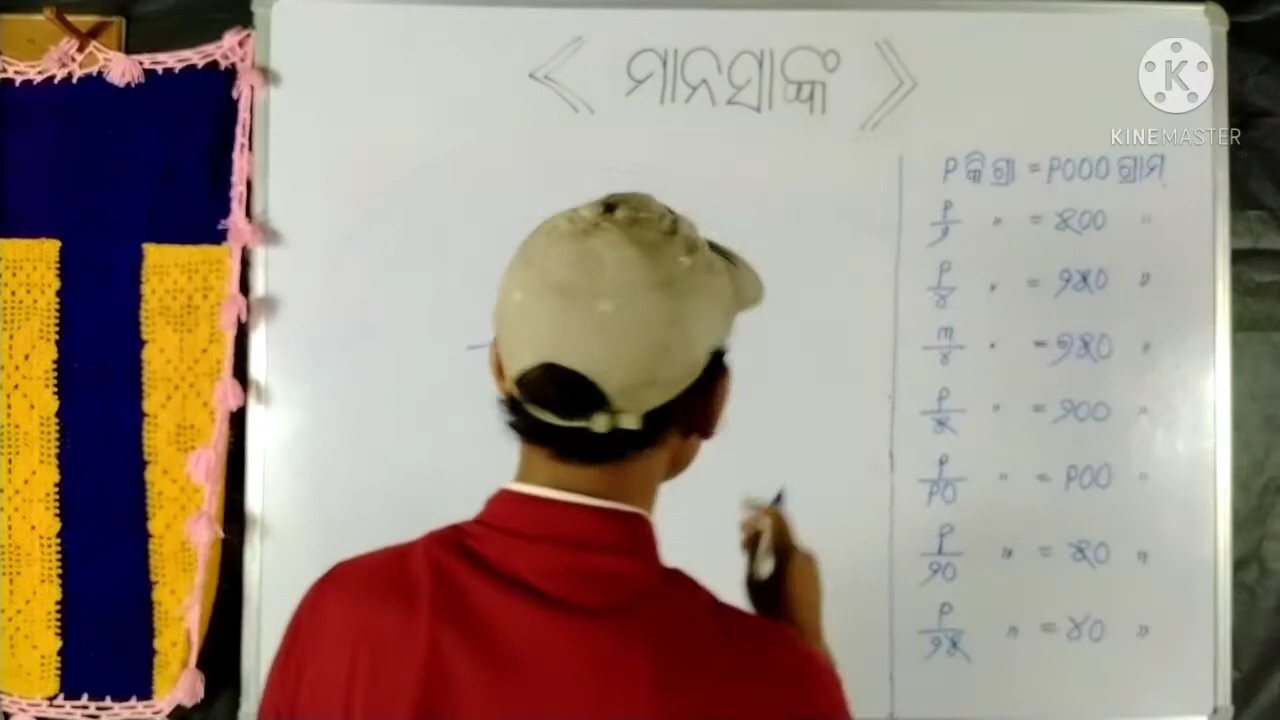 《 ମାନସାଙ୍କ 》
KINEMASTER
୧ କି ଗ୍ରା = ୧୦୦୦ ଗ୍ରାମ
୧/୨ " = ୫୦୦ "
୧/୪ " = ୨୫୦ "
୩/୪ " = ୭୫୦ "
୧/୫ " = ୨୦୦ "
୧/୧୦ " = ୧୦୦ "
୧/୨୦ " = ୫୦ "
୧/୨୫ " = ୪୦ "